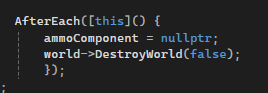 AfterEach([this]() {
ammoComponent = nullptr;
world->DestroyWorld(false);
});
;